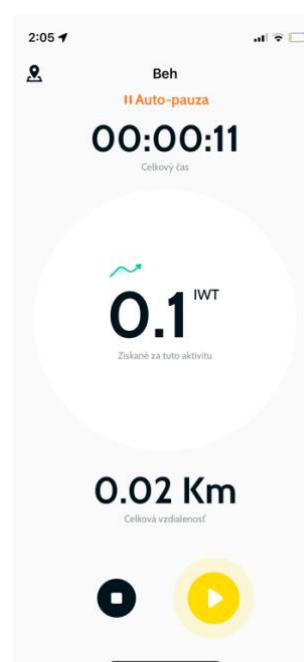 2:05
Beh
Auto-pauza
00:00:11
Celkový čas
0.1 IWT
Získané za tuto aktivitu
0.02 Km
Celková vzdialenosť